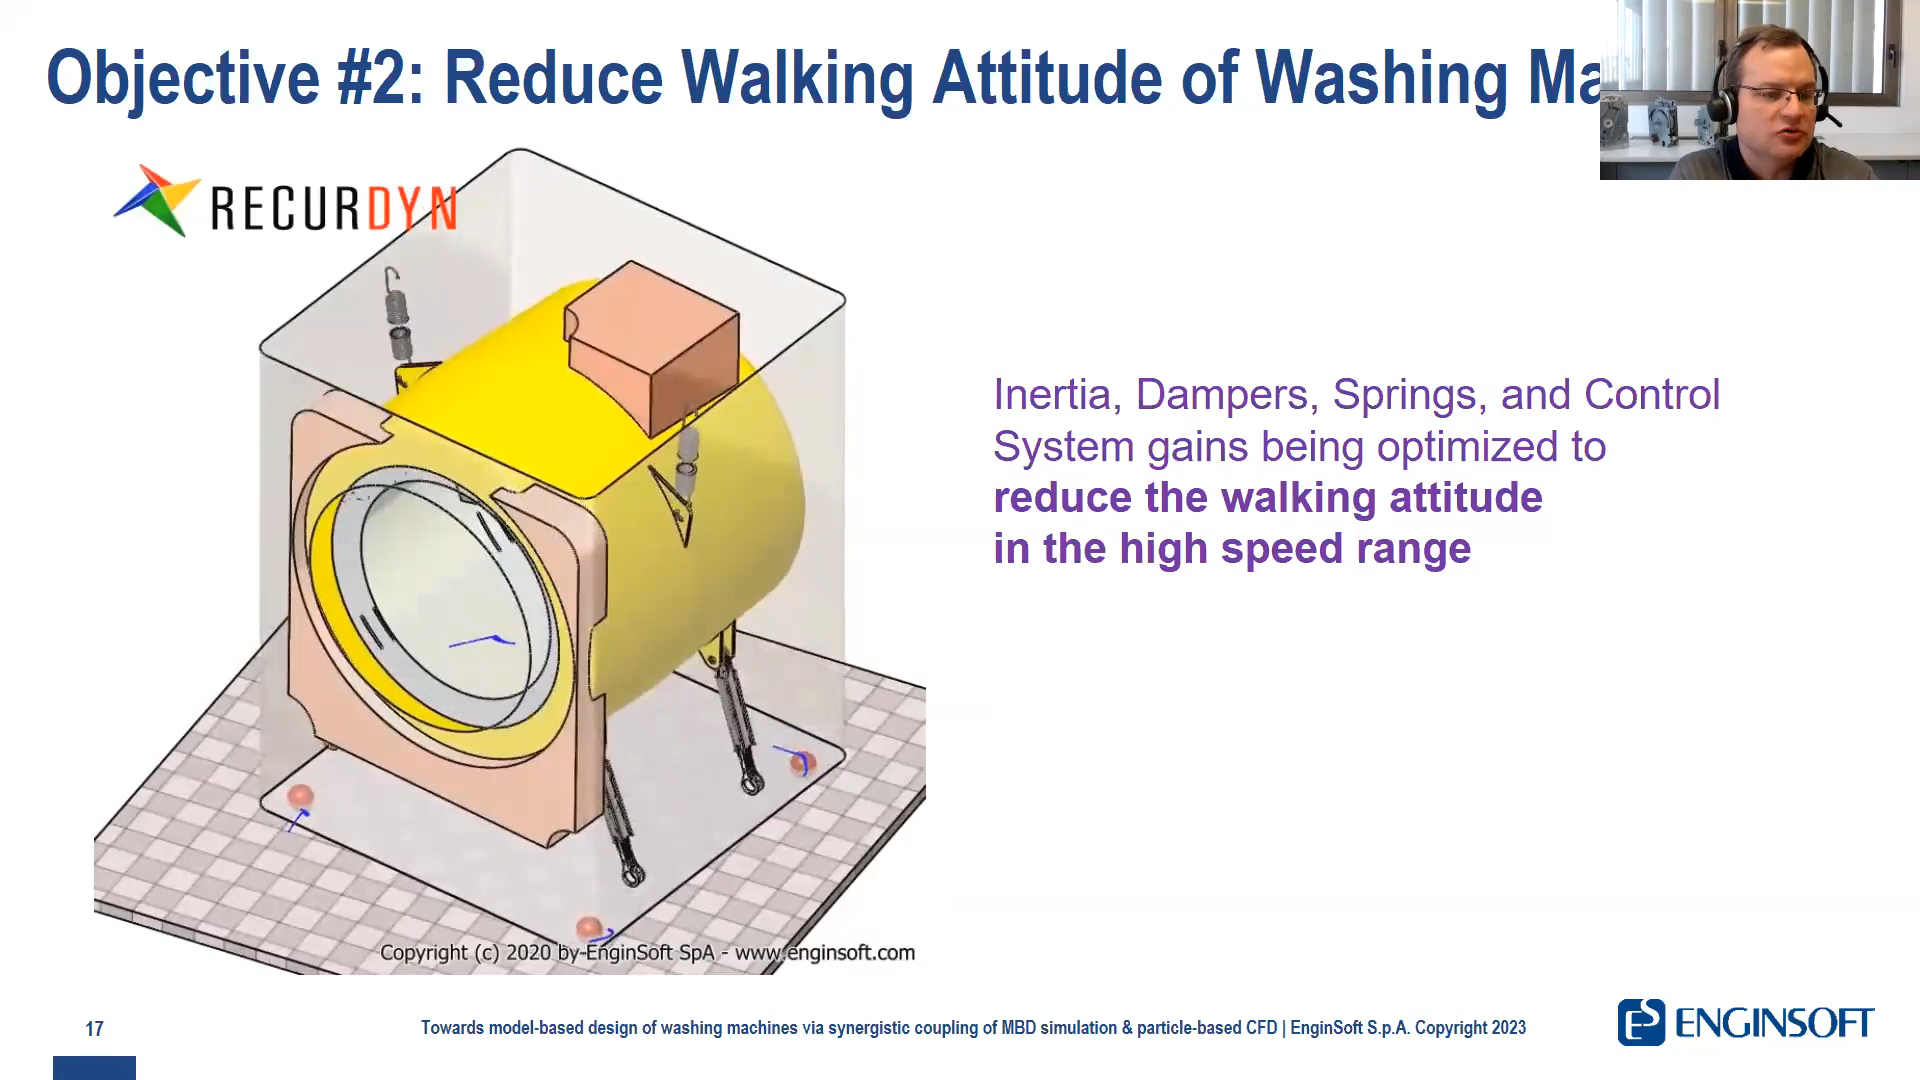 Objective #2: Reduce Walking Attitude of Washing Ma
RECURDYN
Inertia, Dampers, Springs, and Control
System gains being optimized to
reduce the walking attitude
in the high speed range
Copyright (c) 2020 by EnginSoft SpA - www.enginsoft.com
17
Towards model-based design of washing machines via synergistic coupling of MBD simulation & particle-based CFD | EnginSoft S.p.A. Copyright 2023
ES ENGINSOFT